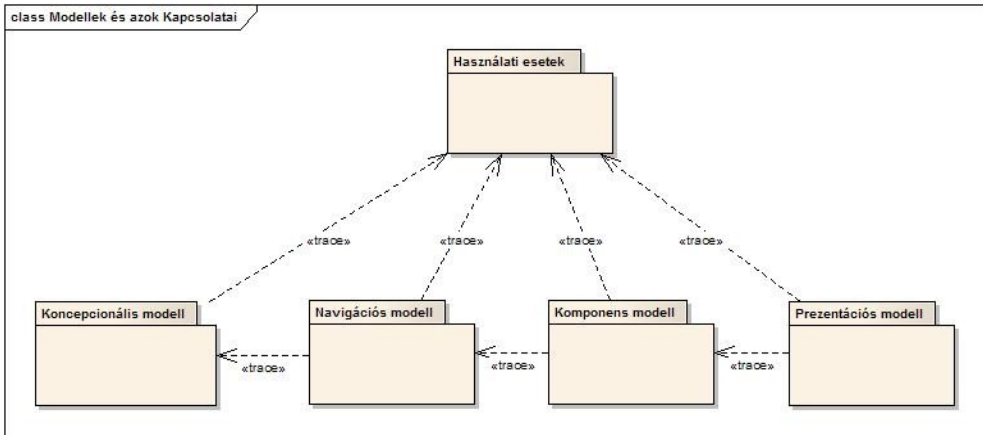 class Modellek és azok Kapcsolatai
Használati esetek
«trace»
«trace»
«trace»
«trace»
Koncepcionális modell
Navigációs modell
Komponens modell
Prezentációs modell
«trace»
«trace»
«trace»